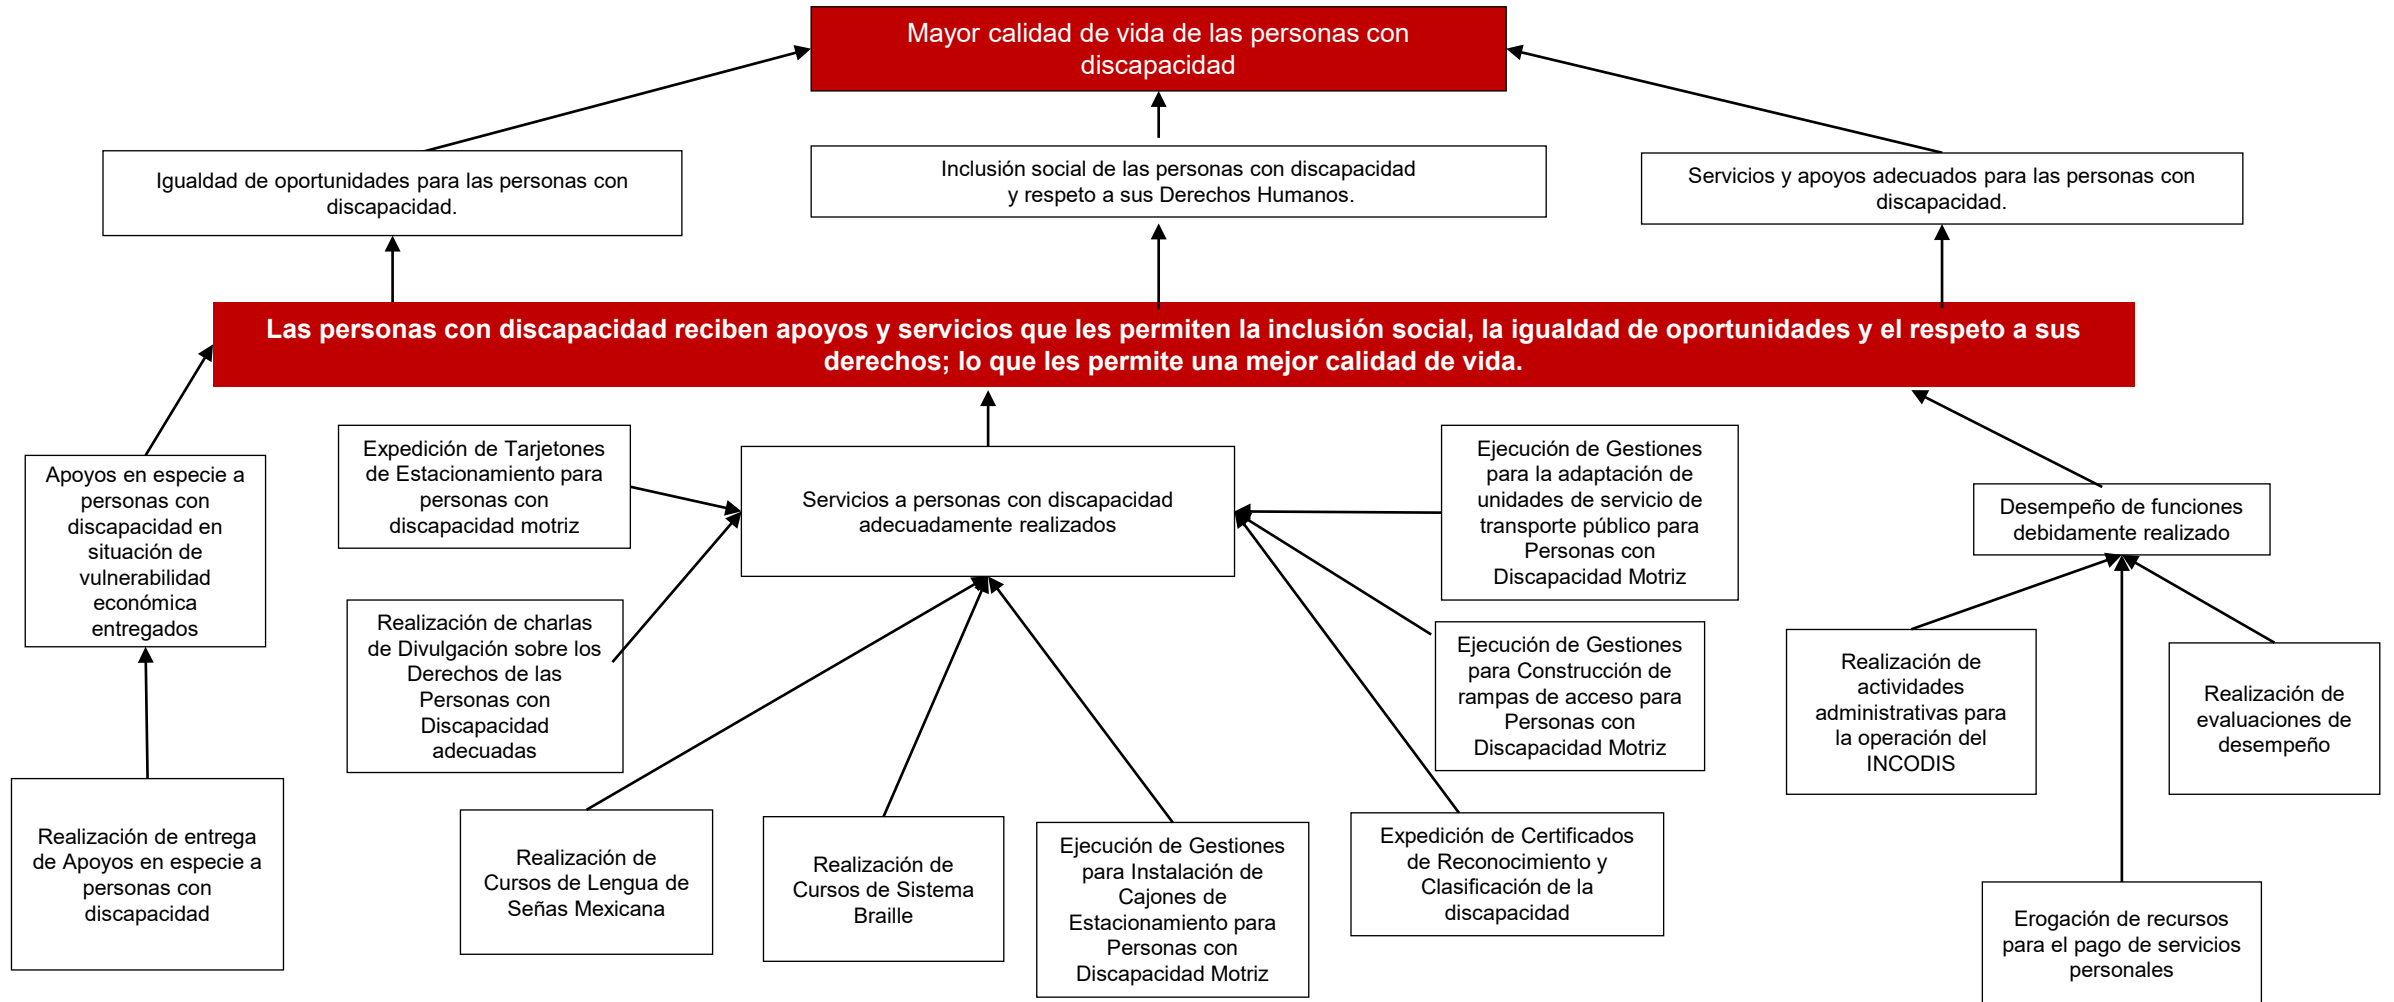 Mayor calidad de vida de las personas con
discapacidad
Igualdad de oportunidades para las personas con
discapacidad.
Inclusión social de las personas con discapacidad
y respeto a sus Derechos Humanos.
Servicios y apoyos adecuados para las personas con
discapacidad.
Las personas con discapacidad reciben apoyos y servicios que les permiten la inclusión social, la igualdad de oportunidades y el respeto a sus
derechos; lo que les permite una mejor calidad de vida.
Apoyos en especie a
personas con
discapacidad en
situación de
vulnerabilidad
económica
entregados
Expedición de Tarjetones
de Estacionamiento para
personas con
discapacidad motriz
Servicios a personas con discapacidad
adecuadamente realizados
Ejecución de Gestiones
para la adaptación de
unidades de servicio de
transporte público para
Personas con
Discapacidad Motriz
Desempeño de funciones
debidamente realizado
Realización de charlas
de Divulgación sobre los
Derechos de las
Personas con
Discapacidad
adecuadas
Ejecución de Gestiones
para Construcción de
rampas de acceso para
Personas con
Discapacidad Motriz
Realización de
actividades
administrativas para
la operación del
INCODIS
Realización de
evaluaciones de
desempeño
Realización de entrega
de Apoyos en especie a
personas con
discapacidad
Realización de
Cursos de Lengua de
Señas Mexicana
Realización de
Cursos de Sistema
Braille
Ejecución de Gestiones
para Instalación de
Cajones de
Estacionamiento para
Personas con
Discapacidad Motriz
Expedición de Certificados
de Reconocimiento y
Clasificación de la
discapacidad
Erogación de recursos
para el pago de servicios
personales